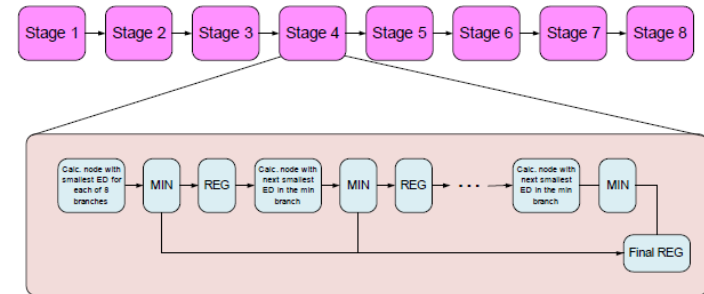 Stage 1 Stage 2 Stage 3 Stage 4 Stage 5 Stage 6 Stage 7 Stage 8
Calc. node with
smallest ED for
each of 8
branches
MIN
REG
Calc. node with
next smallest
ED in the min
branch
MIN
REG
...
Calc. node with
next smallest
ED in the min
branch
MIN
Final REG